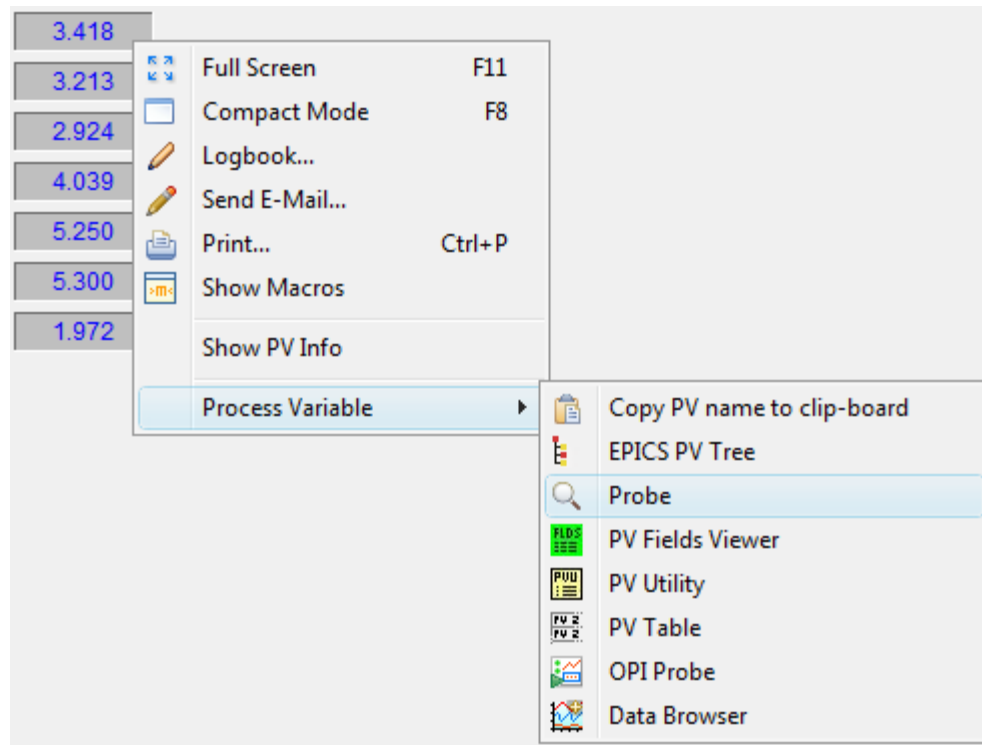 3.418
3.213
2.924
4.039
5.250
5.300
1.972
Full Screen F11
Compact Mode F8
Logbook...
Send E-Mail...
Print... Ctrl+P
Show Macros
Show PV Info
Process Variable
Copy PV name to clip-board
EPICS PV Tree
Probe
FLDS PV Fields Viewer
PVU PV Utility
PV Table
OPI Probe
Data Browser